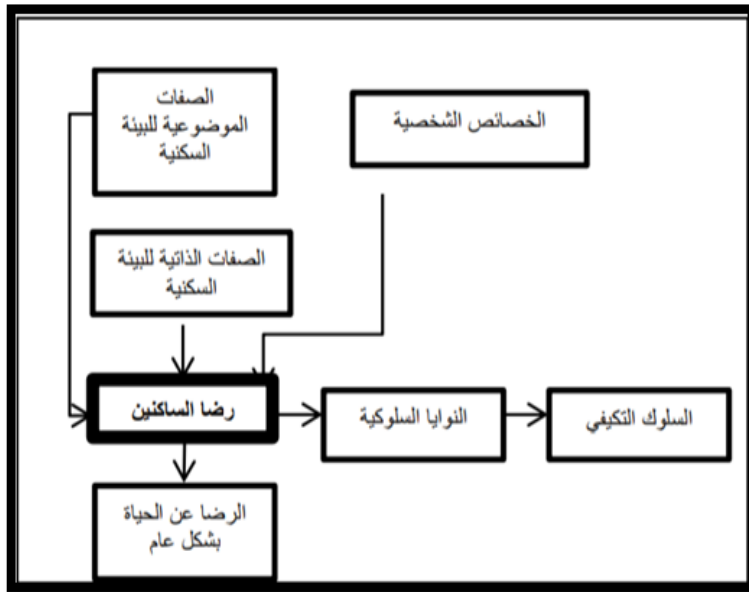 الصفات
الموضوعية للبيئة
السكنية
الخصائص الشخصية
الصفات الذاتية للبيئة
السكنية
رضا الساكنين
النوايا السلوكية
السلوك التكيفي
الرضا عن الحياة
بشكل عام